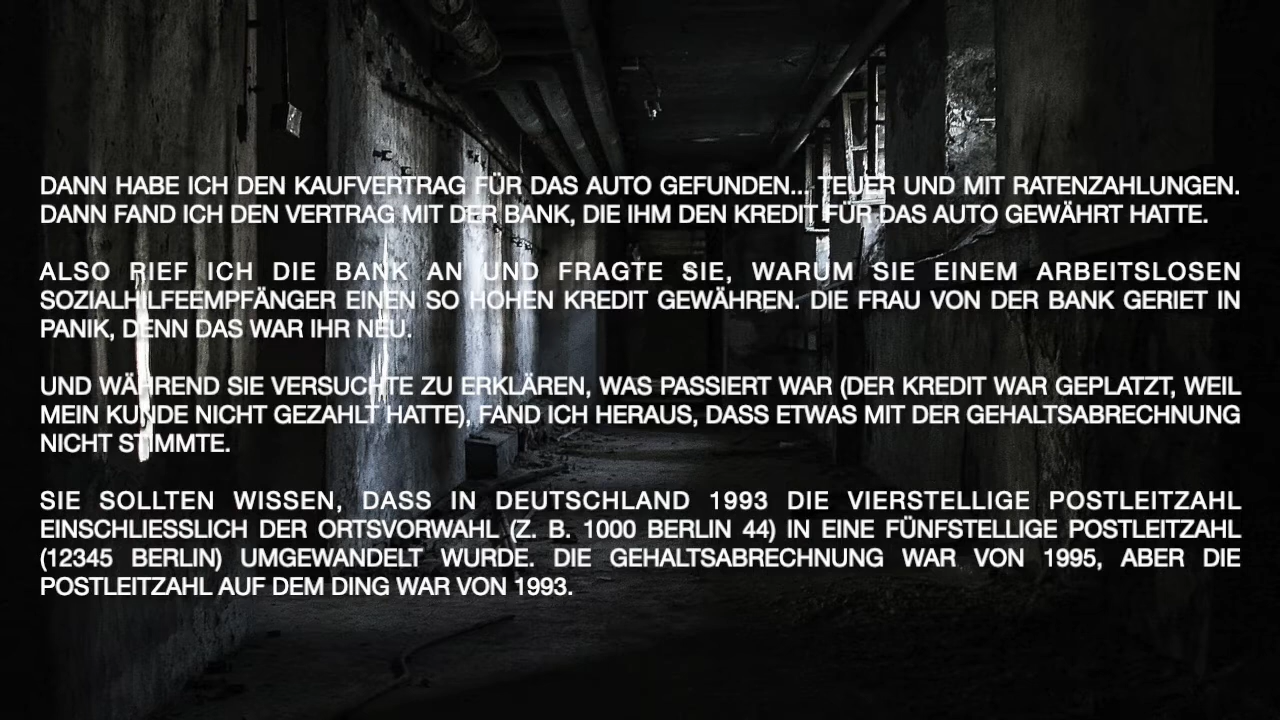 DANN HABE ICH DEN KAUFVERTRAG FÜR DAS AUTO GEFUNDEN... TEUER UND MIT RATENZAHLUNGEN.
DANN FAND ICH DEN VERTRAG MIT DER BANK, DIE IHM DEN KREDIT FÜR DAS AUTO GEWÄHRT HATTE.
ALSO RIEF ICH DIE BANK AN UND FRAGTE SIE, WARUM SIE EINEM ARBEITSLOSEN
SOZIALHILFEEMPFÄNGER EINEN SO HOHEN KREDIT GEWÄHREN. DIE FRAU VON DER BANK GERIET IN
PANIK, DENN DAS WAR IHR NEU.
UND WÄHREND SIE VERSUCHTE ZU ERKLÄREN, WAS PASSIERT WAR (DER KREDIT WAR GEPLATZT, WEIL
MEIN KUNDE NICHT GEZAHLT HATTE), FAND ICH HERAUS, DASS ETWAS MIT DER GEHALTSABRECHNUNG
NICHT STIMMTE.
SIE SOLLTEN WISSEN, DASS IN DEUTSCHLAND 1993 DIE VIERSTELLIGE POSTLEITZAHL
EINSCHLIESSLICH DER ORTSVORWAHL (Z. B. 1000 BERLIN 44) IN EINE FÜNFSTELLIGE POSTLEITZAHL
(12345 BERLIN) UMGEWANDELT WURDE. DIE GEHALTSABRECHNUNG WAR VON 1995, ABER DIE
POSTLEITZAHL AUF DEM DING WAR VON 1993.